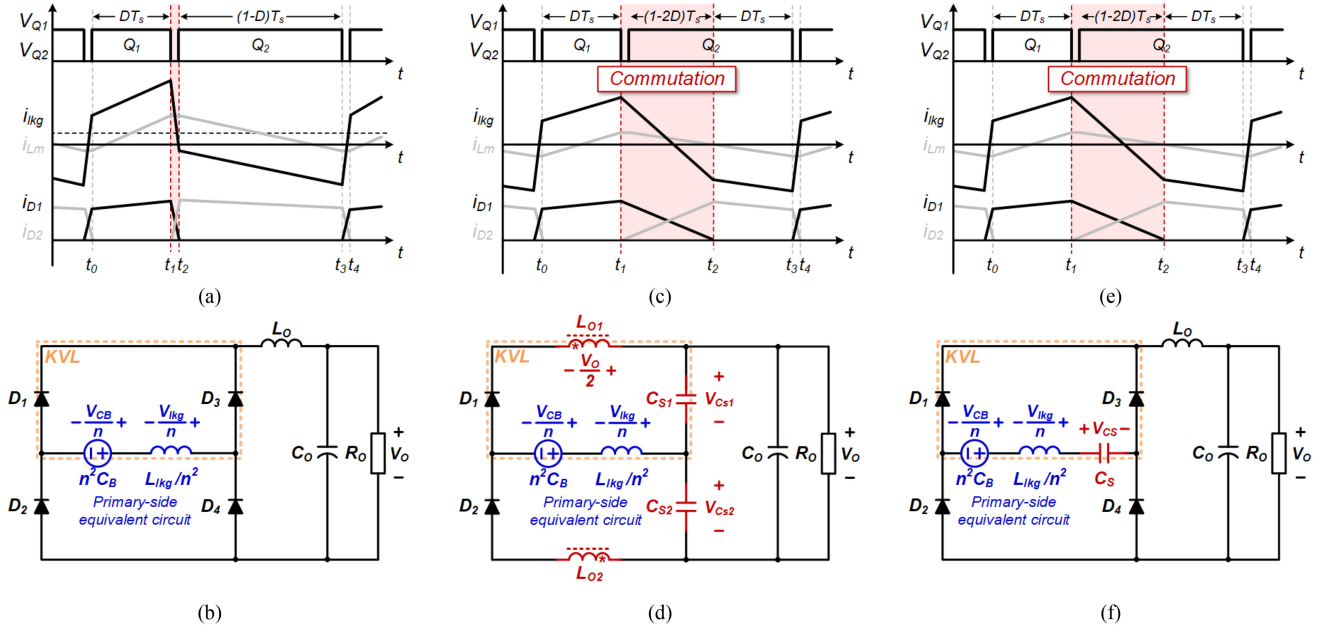 V_Q1
V_Q2
DT_s
(1-D)T_s
Q_1
Q_2
t
i_lkg
i_Lm
t
i_D1
i_D2
t
t_0
t_1
t_2
t_3
t_4
(a)
V_Q1
V_Q2
DT_s
(1-2D)T_s
DT_s
Q_1
Q_2
t
Commutation
i_lkg
i_Lm
t
i_D1
i_D2
t
t_0
t_1
t_2
t_3
t_4
(c)
V_Q1
V_Q2
DT_s
(1-2D)T_s
DT_s
Q_1
Q_2
t
Commutation
i_lkg
i_Lm
t
i_D1
i_D2
t
t_0
t_1
t_2
t_3
t_4
(e)
KVL
L_O
D_1
D_3
- V_CB/n +
- V_lkg/n +
n^2C_B
L_lkg/n^2
Primary-side
equivalent circuit
D_2
D_4
C_O
R_O
+
V_O
-
(b)
KVL
L_O1
*
- V_O/2 +
D_1
C_S1
+
V_Cs1
-
- V_CB/n +
- V_lkg/n +
n^2C_B
L_lkg/n^2
Primary-side
equivalent circuit
D_2
C_S2
+
V_Cs2
-
*
L_O2
C_O
R_O
+
V_O
-
(d)
KVL
L_O
D_1
D_3
- V_CB/n +
- V_lkg/n +
+ V_CS -
n^2C_B
L_lkg/n^2
C_S
Primary-side
equivalent circuit
D_2
D_4
C_O
R_O
+
V_O
-
(f)